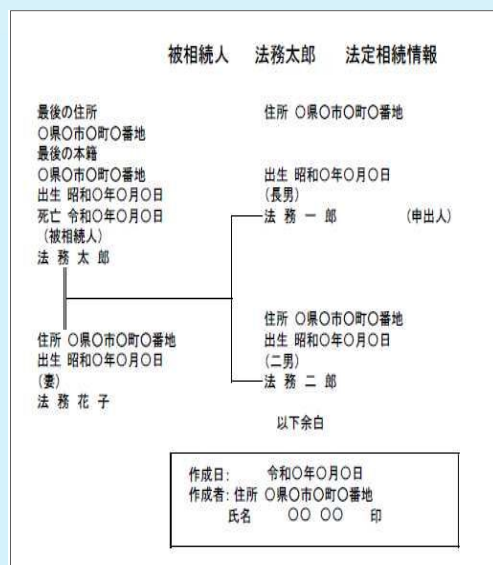 被相続人 法務太郎 法定相続情報
最後の住所
○県○市○町○番地
最後の本籍
○県○市○町○番地
出生 昭和○年○月○日
死亡 令和○年○月○日
(被相続人)
法 務 太 郎
住所 ○県○市○町○番地
出生 昭和○年○月○日
(妻)
法 務 花 子
住所 ○県○市○町○番地
出生 昭和○年○月○日
(長男)
法 務 一 郎 (申出人)
住所 ○県○市○町○番地
出生 昭和○年○月○日
(二男)
法 務 二 郎
以下余白
作成日: 令和○年○月○日
作成者: 住所 ○県○市○町○番地
氏名 ○○ ○○ 印